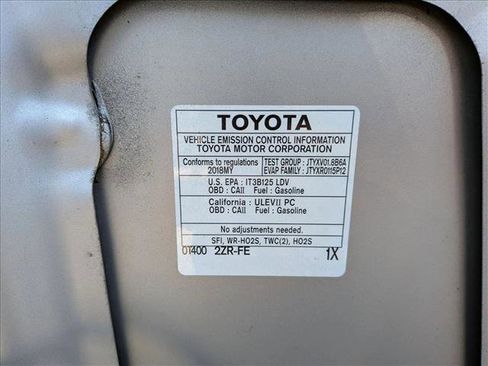 TOYOTA
VEHICLE EMISSION CONTROL INFORMATION
TOYOTA MOTOR CORPORATION
Conforms to regulations
2018MY
TEST GROUP : JTYXV01.8B6A
EVAP FAMILY : JTYXR0115P12
U.S. EPA : IT3B125 LDV
OBD : CAII Fuel : Gasoline
California : ULEVII PC
OBD : CAII Fuel : Gasoline
No adjustments needed.
SFI, WR-HO2S, TWC(2), HO2S
01400 2ZR-FE 1X